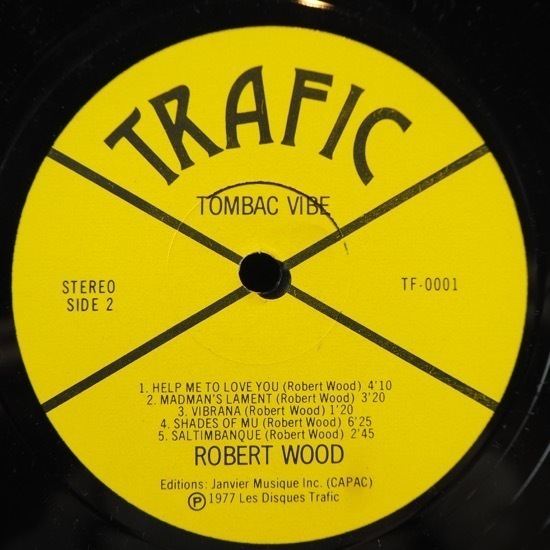 TRAFIC
TOMBAC VIBE
STEREO
SIDE 2
TF-0001
1. HELP ME TO LOVE YOU (Robert Wood) 4'10
2. MADMAN'S LAMENT (Robert Wood) 3'20
3. VIBRANA (Robert Wood) 1'20
4. SHADES OF MU (Robert Wood) 6'25
5. SALTIMBANQUE (Robert Wood) 2'45
ROBERT WOOD
Editions: Janvier Musique Inc. (CAPAC)
Ⓟ 1977 Les Disques Trafic